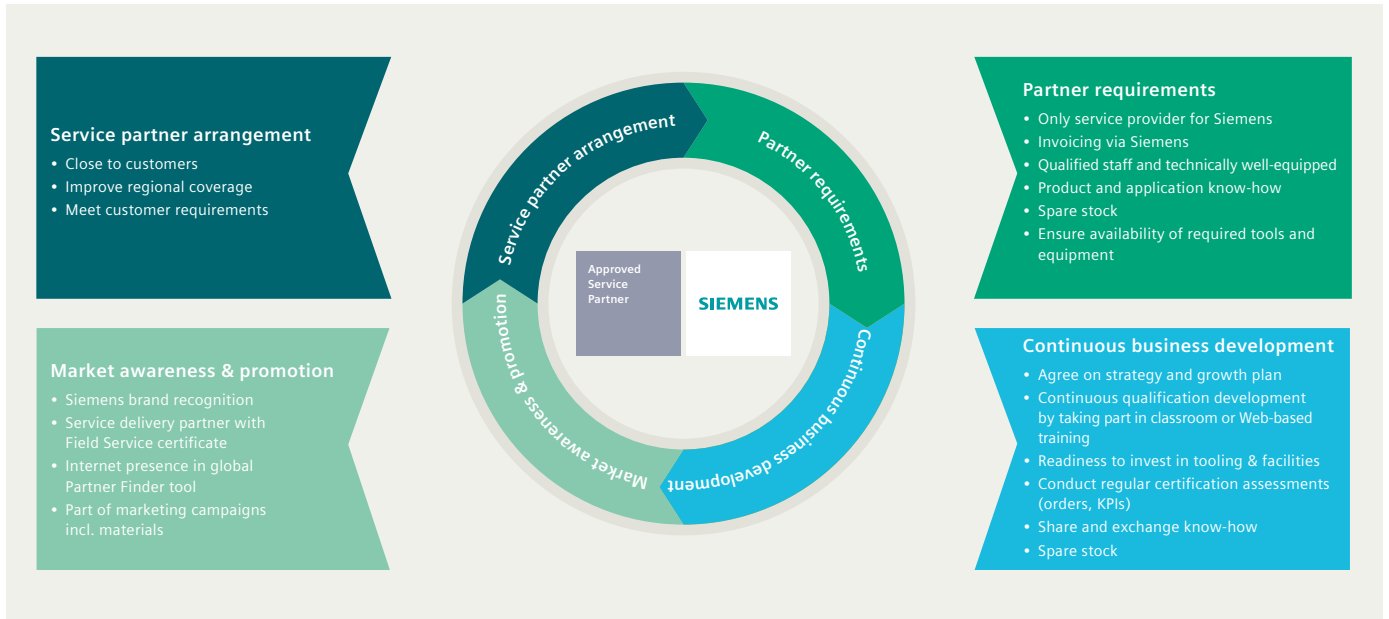 Service partner arrangement
• Close to customers
• Improve regional coverage
• Meet customer requirements
Market awareness & promotion
• Siemens brand recognition
• Service delivery partner with
Field Service certificate
• Internet presence in global
Partner Finder tool
• Part of marketing campaigns
incl. materials
Service partner arrangement
Partner requirements
Continuous business development
Market awareness & promotion
Approved
Service
Partner
SIEMENS
Partner requirements
• Only service provider for Siemens
• Invoicing via Siemens
• Qualified staff and technically well-equipped
• Product and application know-how
• Spare stock
• Ensure availability of required tools and
equipment
Continuous business development
• Agree on strategy and growth plan
• Continuous qualification development
by taking part in classroom or Web-based
training
• Readiness to invest in tooling & facilities
• Conduct regular certification assessments
(orders, KPIs)
• Share and exchange know-how
• Spare stock